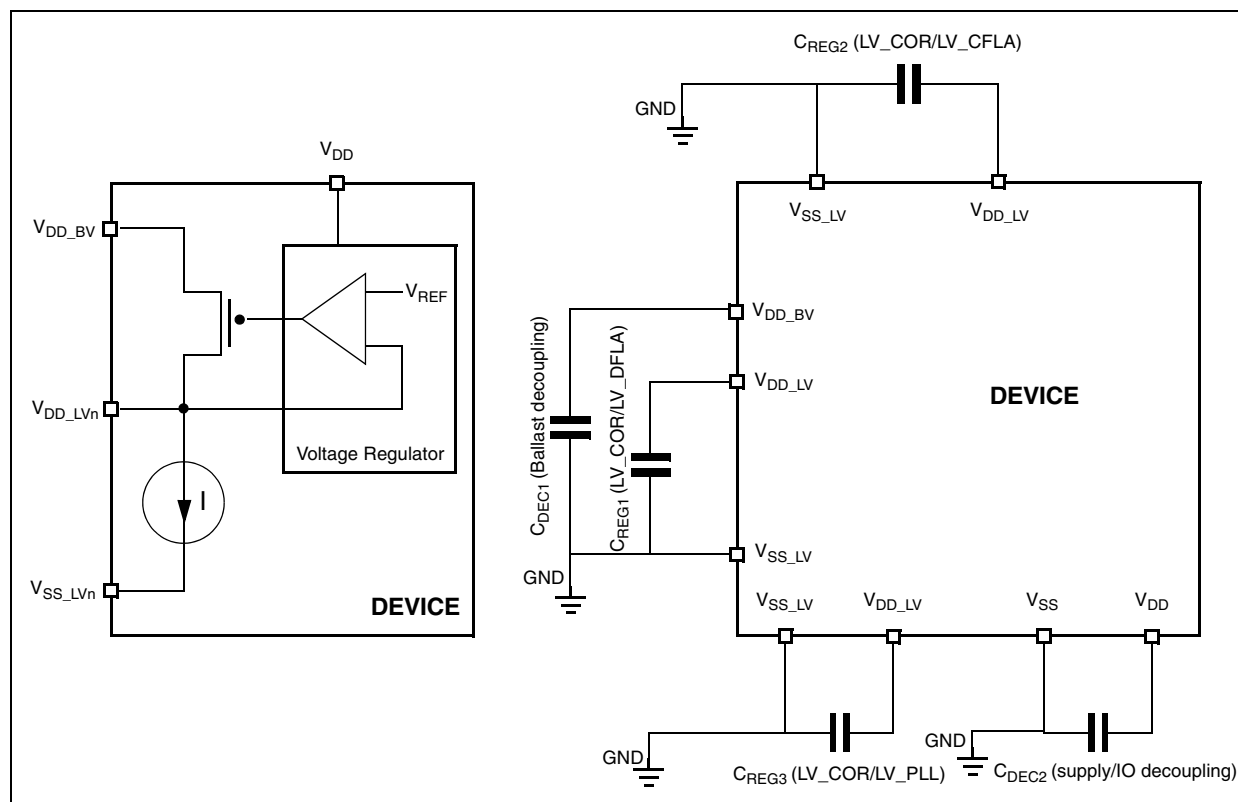 V_DD
V_DD_BV
V_REF
V_DD_LVn
Voltage Regulator
I
V_SS_LVn
DEVICE
C_REG2 (LV_COR/LV_CFLA)
GND
V_SS_LV
V_DD_LV
V_DD_BV
V_DD_LV
DEVICE
C_DEC1 (Ballast decoupling)
C_REG1 (LV_COR/LV_DFLA)
V_SS_LV
GND
V_SS_LV
V_DD_LV
V_SS
V_DD
GND
C_REG3 (LV_COR/LV_PLL)
GND
C_DEC2 (supply/IO decoupling)